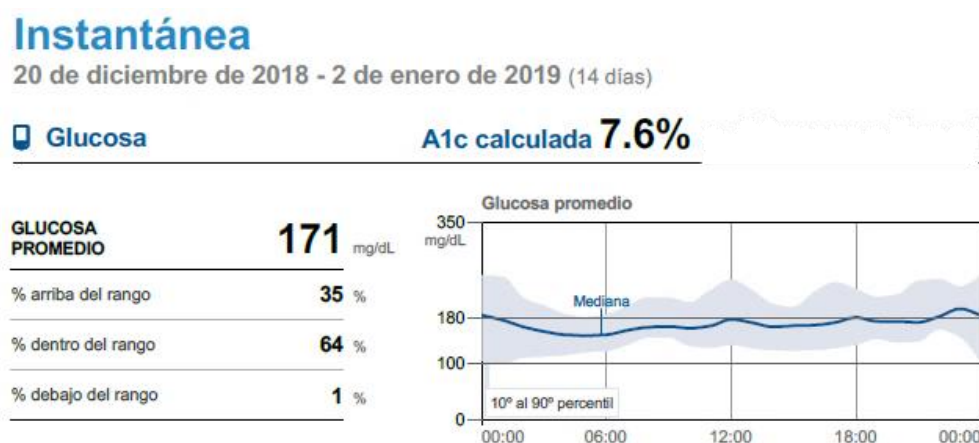 Instantánea
20 de diciembre de 2018 - 2 de enero de 2019 (14 días)
Glucosa
A1c calculada 7.6%
GLUCOSA
PROMEDIO
171 mg/dL
% arriba del rango 35 %
% dentro del rango 64 %
% debajo del rango 1 %
Glucosa promedio
350
mg/dL
Mediana
180
100
10º al 90º percentil
0
00:00 06:00 12:00 18:00 00:00